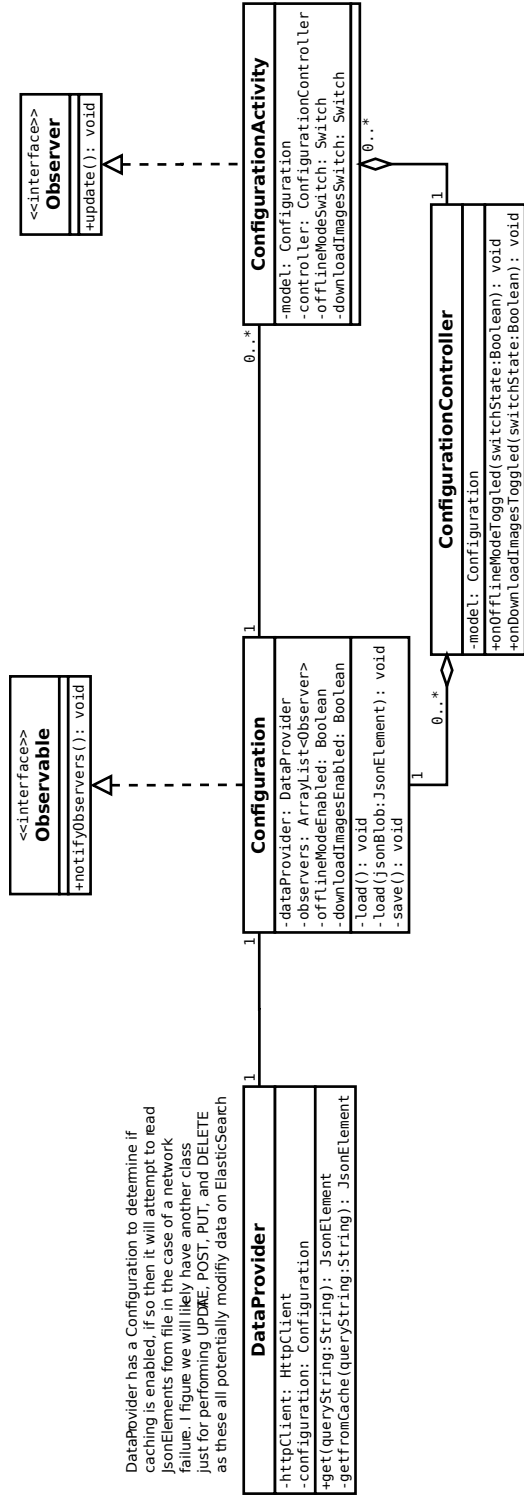 DataProvider has a Configuration to determine if
caching is enabled, if so then it will attempt to read
JsonElements from file in the case of a network
failure. I figure we will likely have another class
just for performing UPDAE, POST, PUT, and DELETE
as these all potentially modifiy data on ElasticSearch
DataProvider
-httpClient: HttpClient
-configuration: Configuration
+get(queryString:String): JsonElement
-getfromCache(queryString:String): JsonElement
1
1
<<interface>>
Observable
+notifyObservers(): void
Configuration
-dataProvider: DataProvider
-observers: ArrayList<Observer>
-offlineModeEnabled: Boolean
-downloadImagesEnabled: Boolean
-load(): void
-load(jsonBlob:JsonElement): void
-save(): void
1
0..*
1
0..*
<<interface>>
Observer
+update(): void
ConfigurationActivity
-model: Configuration
-controller: ConfigurationController
-offlineModeSwitch: Switch
-downloadImagesSwitch: Switch
0..*
1
ConfigurationController
-model: Configuration
+onOfflineModeToggled(switchState:Boolean): void
+onDownloadImagesToggled(switchState:Boolean): void